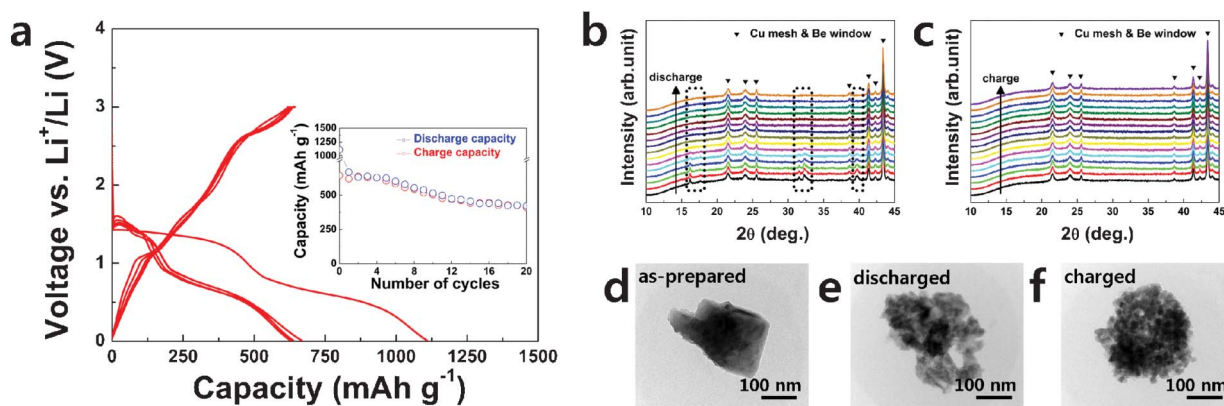 a
Voltage vs. Li⁺/Li (V)
4
3
2
1
0
0
250
500
750
1000
1250
1500
Capacity (mAh g⁻¹)
Capacity (mAh g⁻¹)
1500
1250
1000
500
250
0
Discharge capacity
Charge capacity
0
4
8
12
16
20
Number of cycles
b
Intensity (arb.unit)
Cu mesh & Be window
discharge
10
15
20
25
30
35
40
45
2θ (deg.)
c
Intensity (arb.unit)
Cu mesh & Be window
charge
10
15
20
25
30
35
40
45
2θ (deg.)
d
as-prepared
100 nm
e
discharged
100 nm
f
charged
100 nm